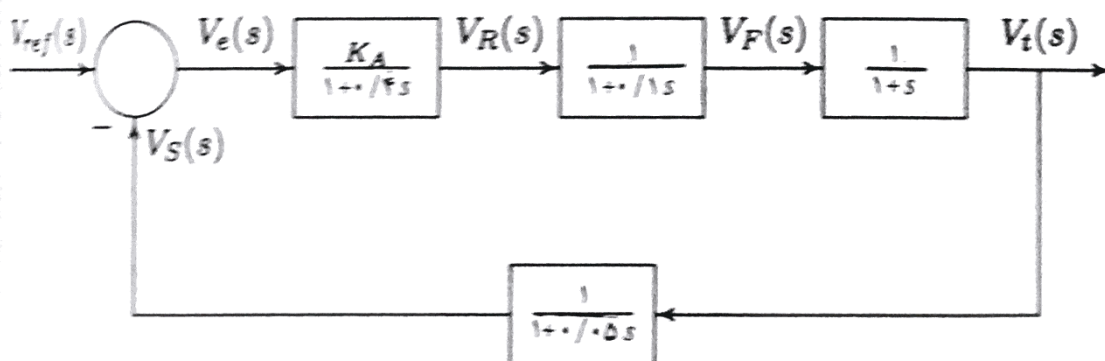 V_ref(s) V_e(s) V_R(s) V_F(s) V_t(s)
K_A / ۱+۰/۴s
۱ / ۱+۰/۱s
۱ / ۱+s
− V_S(s)
۱ / ۱+۰/۰۵s